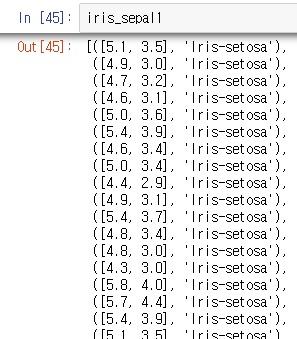 In [45]: iris_sepal1
Out[45]: [([5.1, 3.5], 'Iris-setosa'),
([4.9, 3.0], 'Iris-setosa'),
([4.7, 3.2], 'Iris-setosa'),
([4.6, 3.1], 'Iris-setosa'),
([5.0, 3.6], 'Iris-setosa'),
([5.4, 3.9], 'Iris-setosa'),
([4.6, 3.4], 'Iris-setosa'),
([5.0, 3.4], 'Iris-setosa'),
([4.4, 2.9], 'Iris-setosa'),
([4.9, 3.1], 'Iris-setosa'),
([5.4, 3.7], 'Iris-setosa'),
([4.8, 3.4], 'Iris-setosa'),
([4.8, 3.0], 'Iris-setosa'),
([4.3, 3.0], 'Iris-setosa'),
([5.8, 4.0], 'Iris-setosa'),
([5.7, 4.4], 'Iris-setosa'),
([5.4, 3.9], 'Iris-setosa'),
([5.1, 3.5], 'Iris-setosa'),